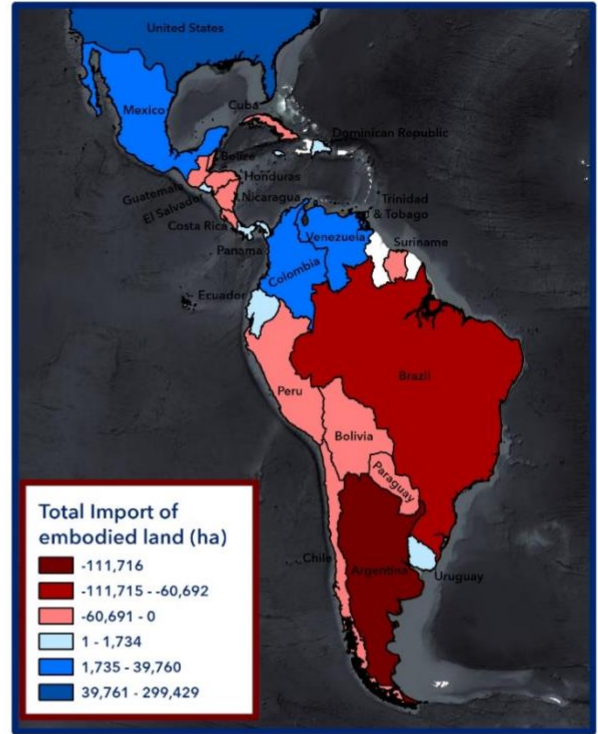 United States
Mexico
Cuba
Dominican Republic
Belize
Honduras
Guatemala
Nicaragua
El Salvador
Trinidad
& Tobago
Costa Rica
Venezuela
Suriname
Panama
Colombia
Ecuador
Brazil
Peru
Bolivia
Paraguay
Chile
Argentina
Uruguay
Total Import of
embodied land (ha)
-111,716
-111,715 - -60,692
-60,691 - 0
1 - 1,734
1,735 - 39,760
39,761 - 299,429